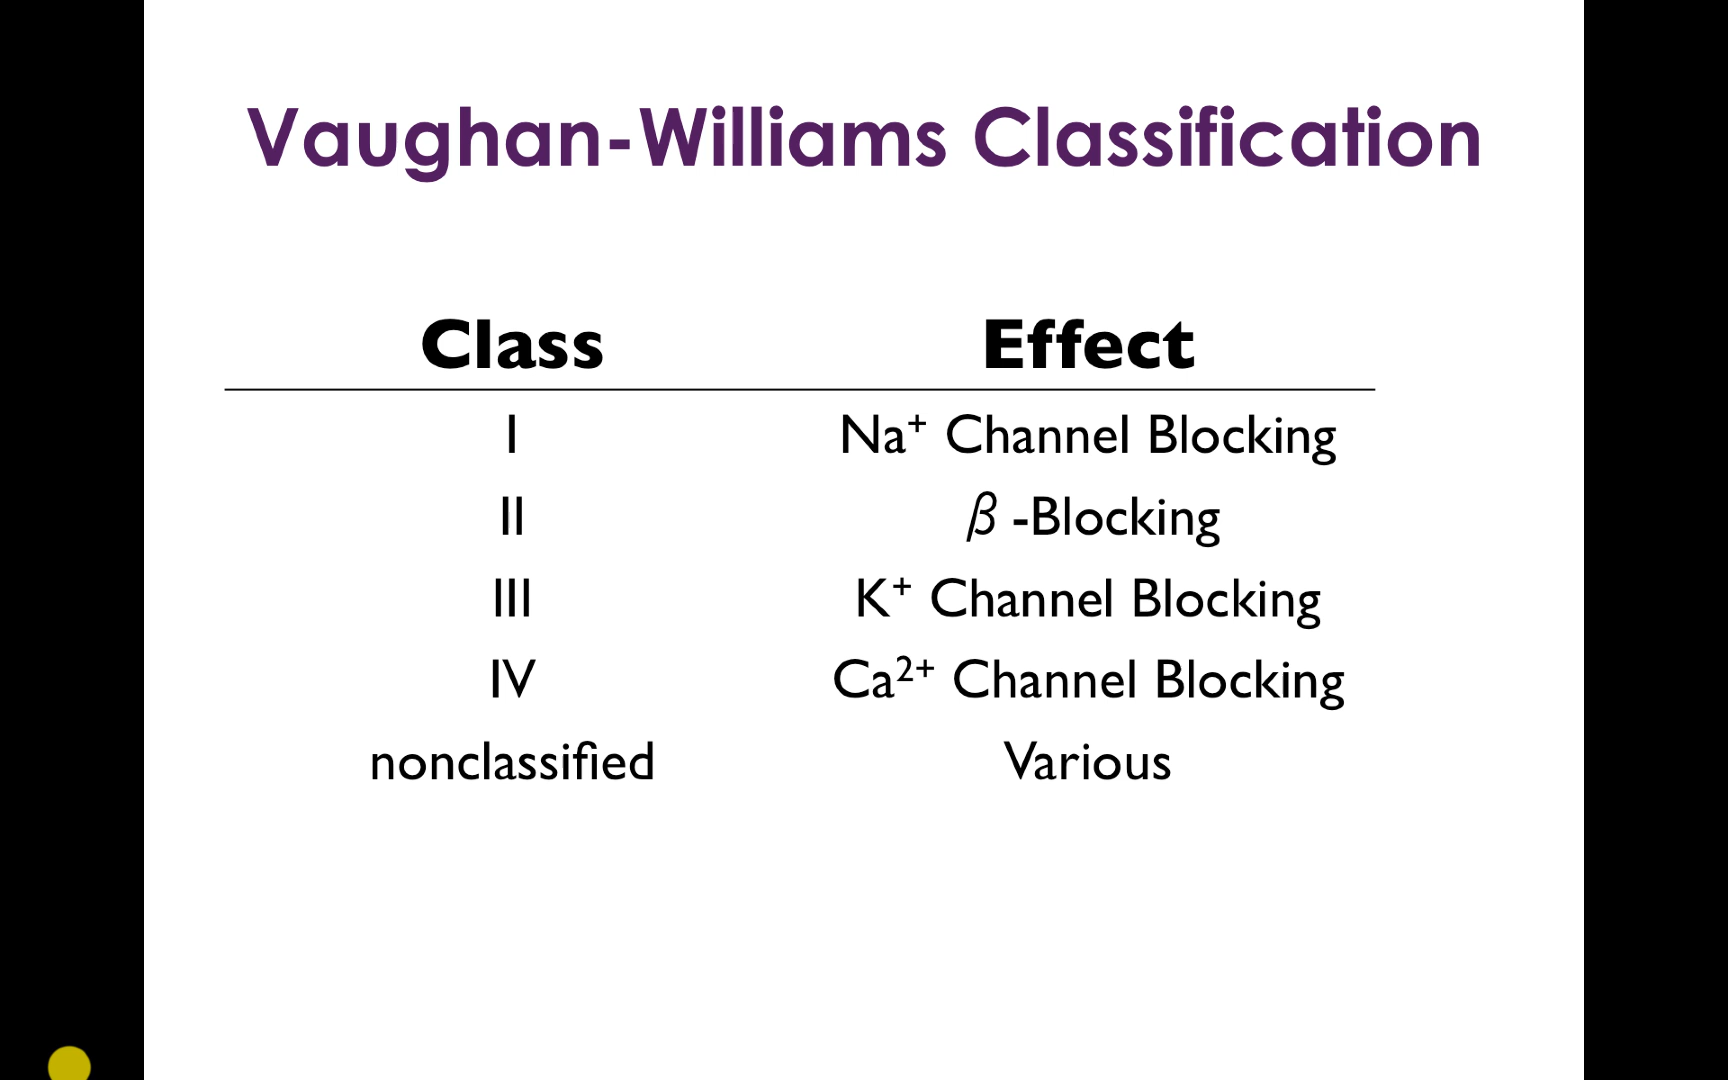 Vaughan-Williams Classification
Class Effect
I Na⁺ Channel Blocking
II β -Blocking
III K⁺ Channel Blocking
IV Ca²⁺ Channel Blocking
nonclassified Various